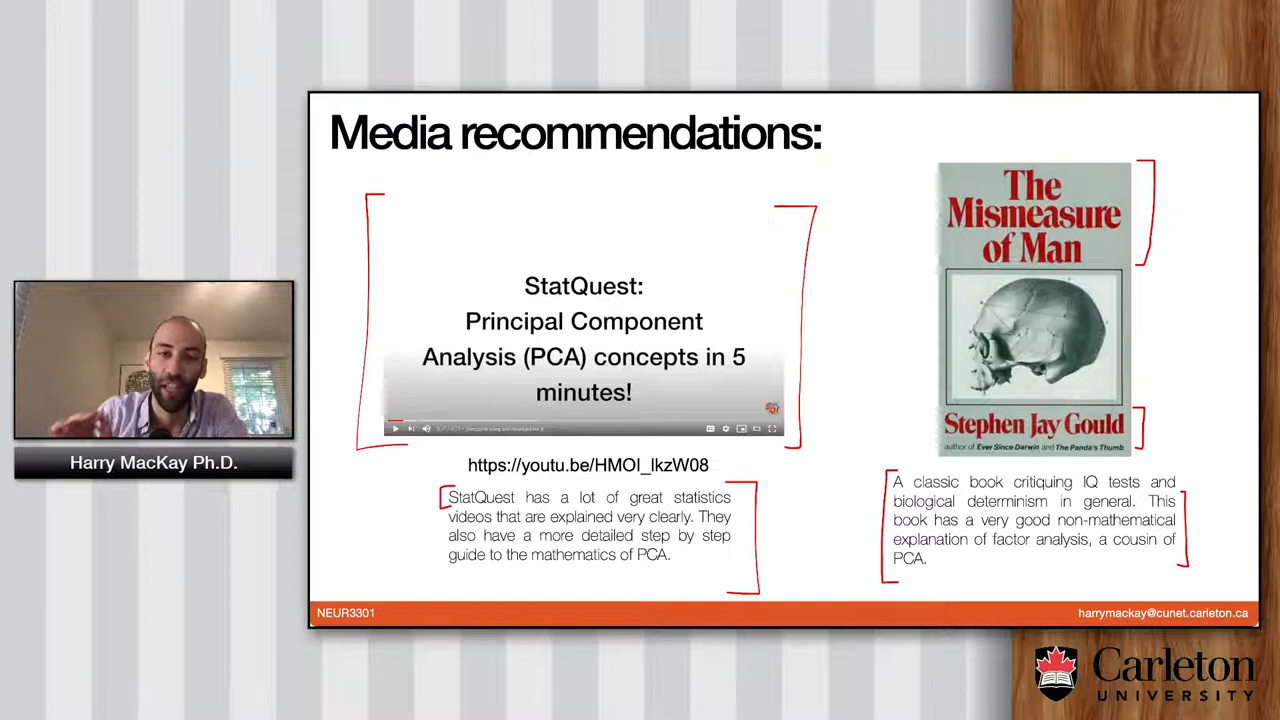 Media recommendations:
StatQuest:
Principal Component
Analysis (PCA) concepts in 5
minutes!
https://youtu.be/HMOI_lkzW08
StatQuest has a lot of great statistics
videos that are explained very clearly. They
also have a more detailed step by step
guide to the mathematics of PCA.
The
Mismeasure
of Man
Stephen Jay Gould
author of Ever Since Darwin and The Panda's Thumb
A classic book critiquing IQ tests and
biological determinism in general. This
book has a very good non-mathematical
explanation of factor analysis, a cousin of
PCA.
Harry MacKay Ph.D.
NEUR3301
harrymackay@cunet.carleton.ca
Carleton
UNIVERSITY